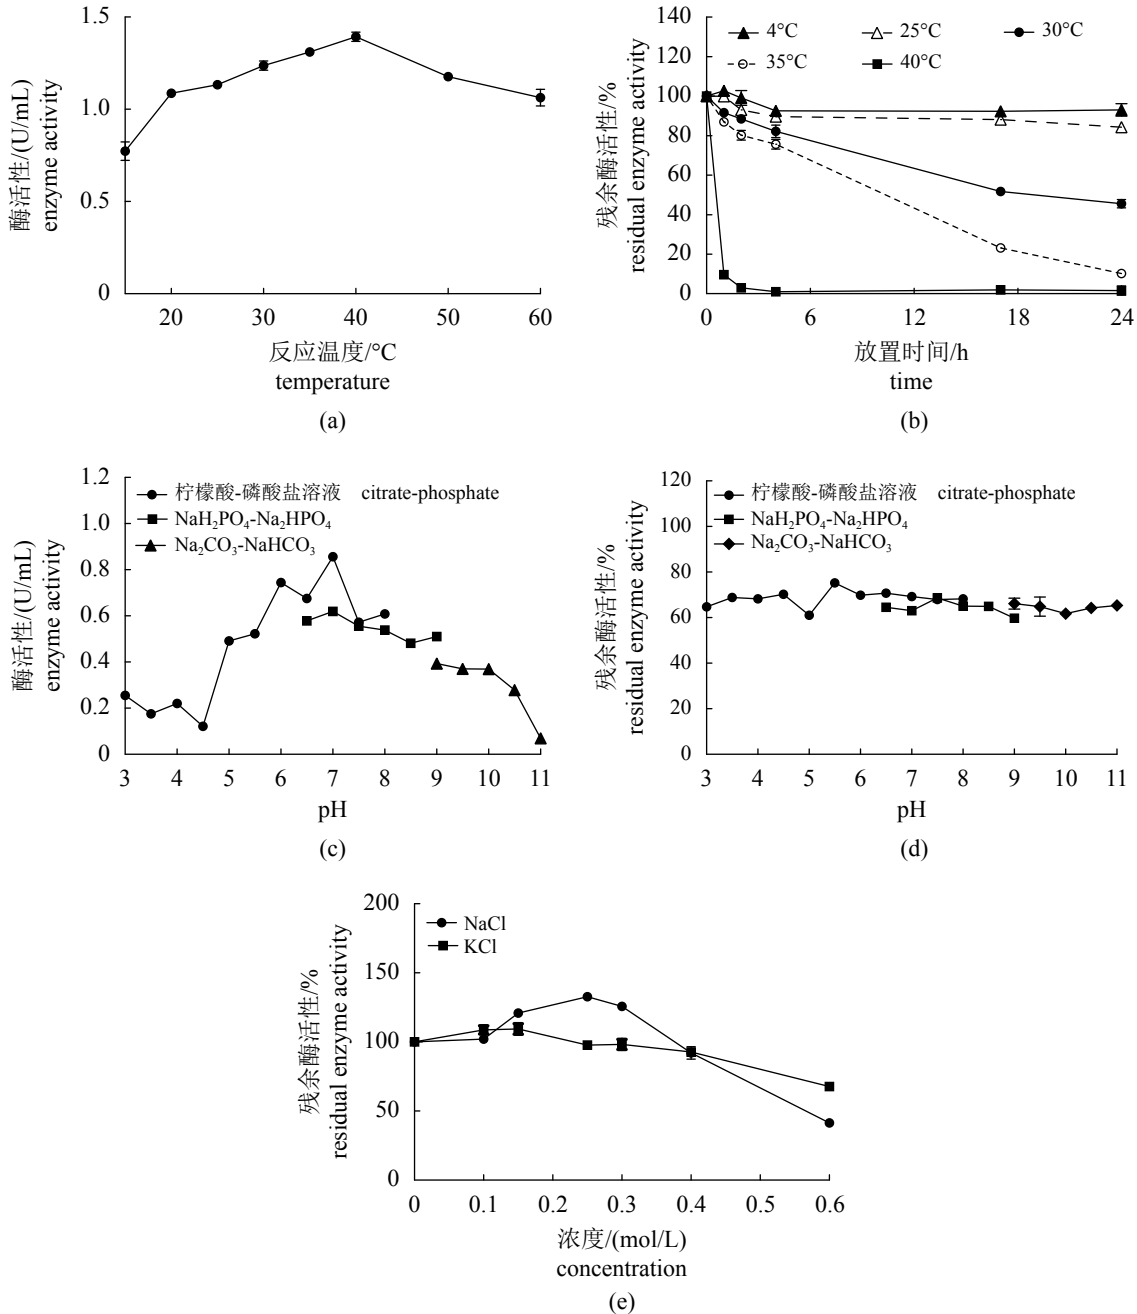 1.5
1.0
0.5
0
酶活性/(U/mL)
enzyme activity
20 30 40 50 60
反应温度/°C
temperature
(a)
140
120
100
80
60
40
20
0
残余酶活性/%
residual enzyme activity
4°C 25°C 30°C
35°C 40°C
0 6 12 18 24
放置时间/h
time
(b)
1.2
1.0
0.8
0.6
0.4
0.2
0
酶活性/(U/mL)
enzyme activity
柠檬酸-磷酸盐溶液 citrate-phosphate
NaH₂PO₄-Na₂HPO₄
Na₂CO₃-NaHCO₃
3 4 5 6 7 8 9 10 11
pH
(c)
120
100
80
60
40
20
0
残余酶活性/%
residual enzyme activity
柠檬酸-磷酸盐溶液 citrate-phosphate
NaH₂PO₄-Na₂HPO₄
Na₂CO₃-NaHCO₃
3 4 5 6 7 8 9 10 11
pH
(d)
200
150
100
50
0
残余酶活性/%
residual enzyme activity
NaCl
KCl
0 0.1 0.2 0.3 0.4 0.5 0.6
浓度/(mol/L)
concentration
(e)